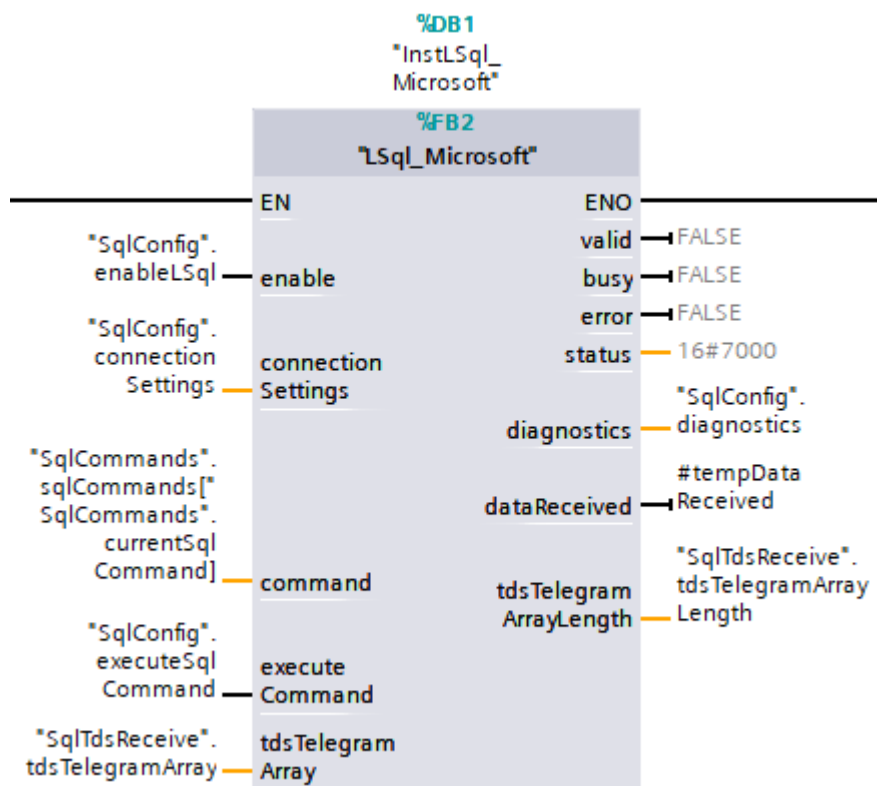 %DB1
"InstLSql_
Microsoft"
%FB2
"LSql_Microsoft"
EN
ENO
"SqlConfig".
enableLSql
enable
valid
FALSE
busy
FALSE
error
FALSE
"SqlConfig".
connection
Settings
connection
Settings
status
16#7000
diagnostics
"SqlConfig".
diagnostics
"SqlCommands".
sqlCommands["
SqlCommands".
currentSql
Command]
command
dataReceived
#tempData
Received
tdsTelegram
ArrayLength
"SqlTdsReceive".
tdsTelegramArray
Length
"SqlConfig".
executeSql
Command
execute
Command
"SqlTdsReceive".
tdsTelegramArray
tdsTelegram
Array